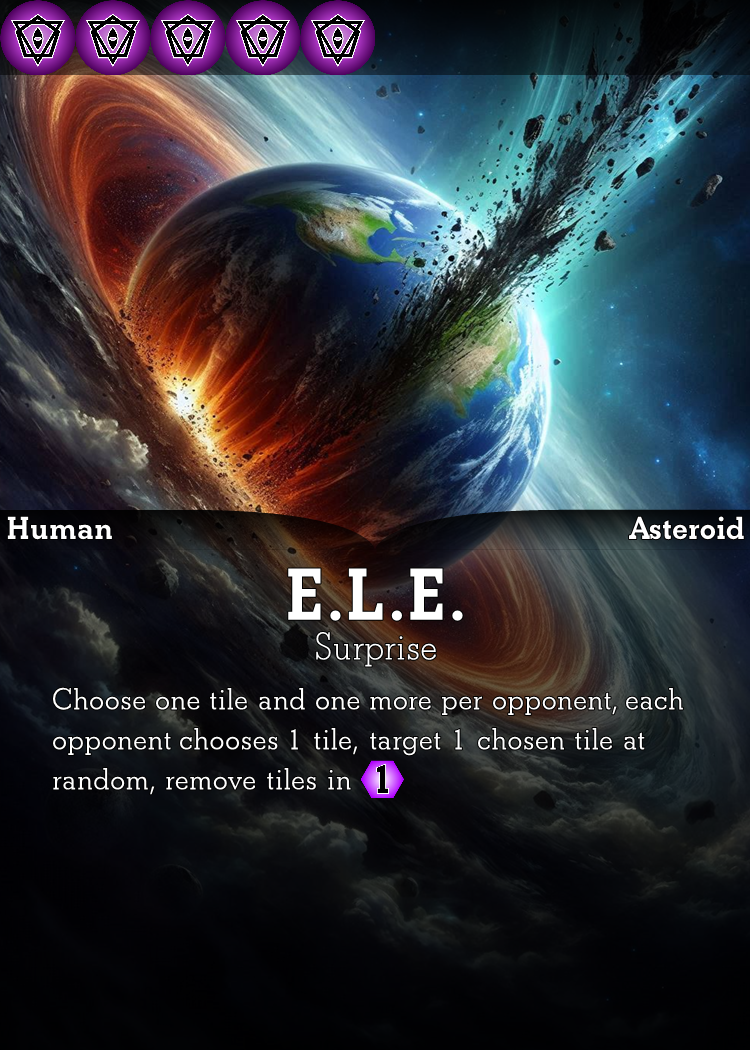 Human
Asteroid
E.L.E.
Surprise
Choose one tile and one more per opponent, each
opponent chooses 1 tile, target 1 chosen tile at
random, remove tiles in 1